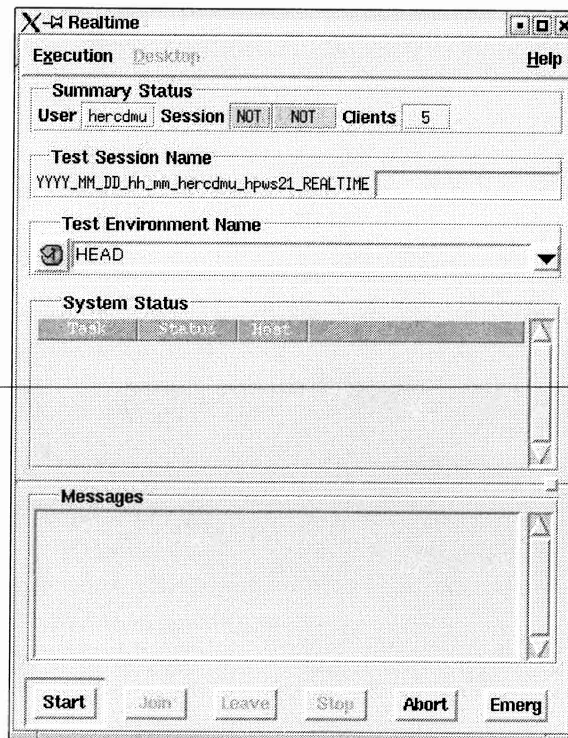 Realtime
Execution Desktop Help
Summary Status
User hercdmu Session NOT NOT Clients 5
Test Session Name
YYYY_MM_DD_hh_mm_hercdmu_hpws21_REALTIME
Test Environment Name
HEAD
System Status
Task Status Host
Messages
Start Join Leave Stop Abort Emerg